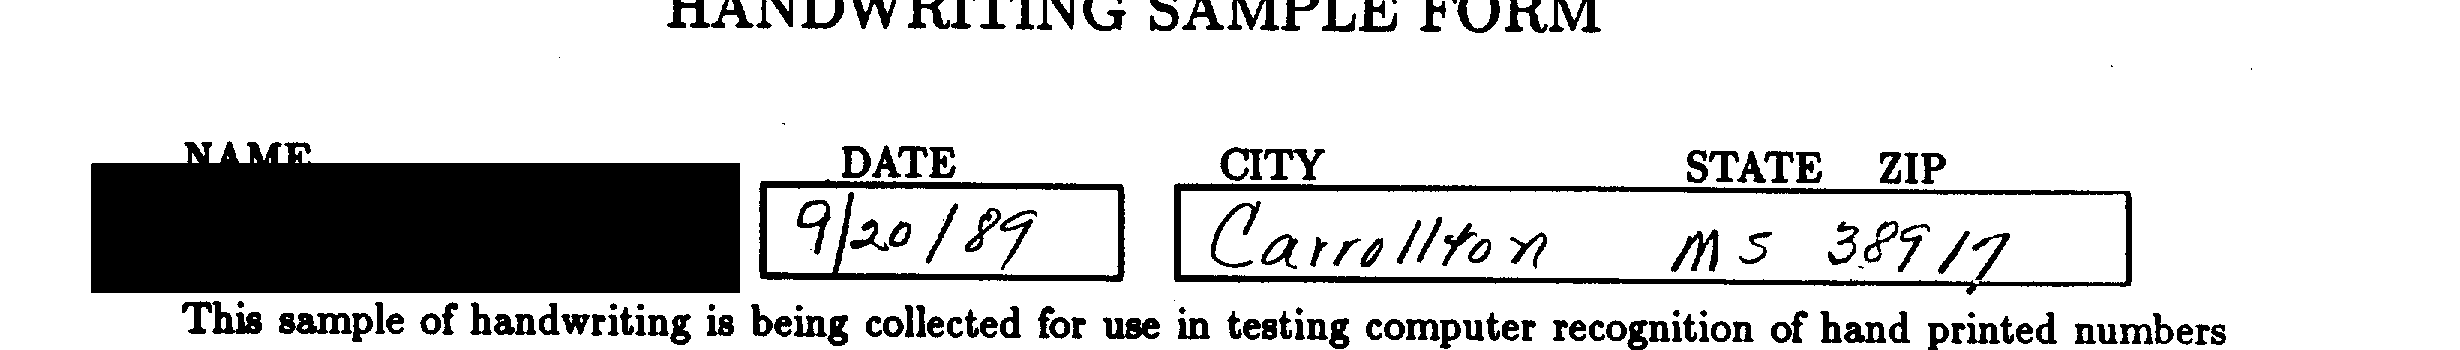 HANDWRITING SAMPLE FORM
NAME DATE CITY STATE ZIP
9/20/89 Carrollton MS 38917
This sample of handwriting is being collected for use in testing computer recognition of hand printed numbers